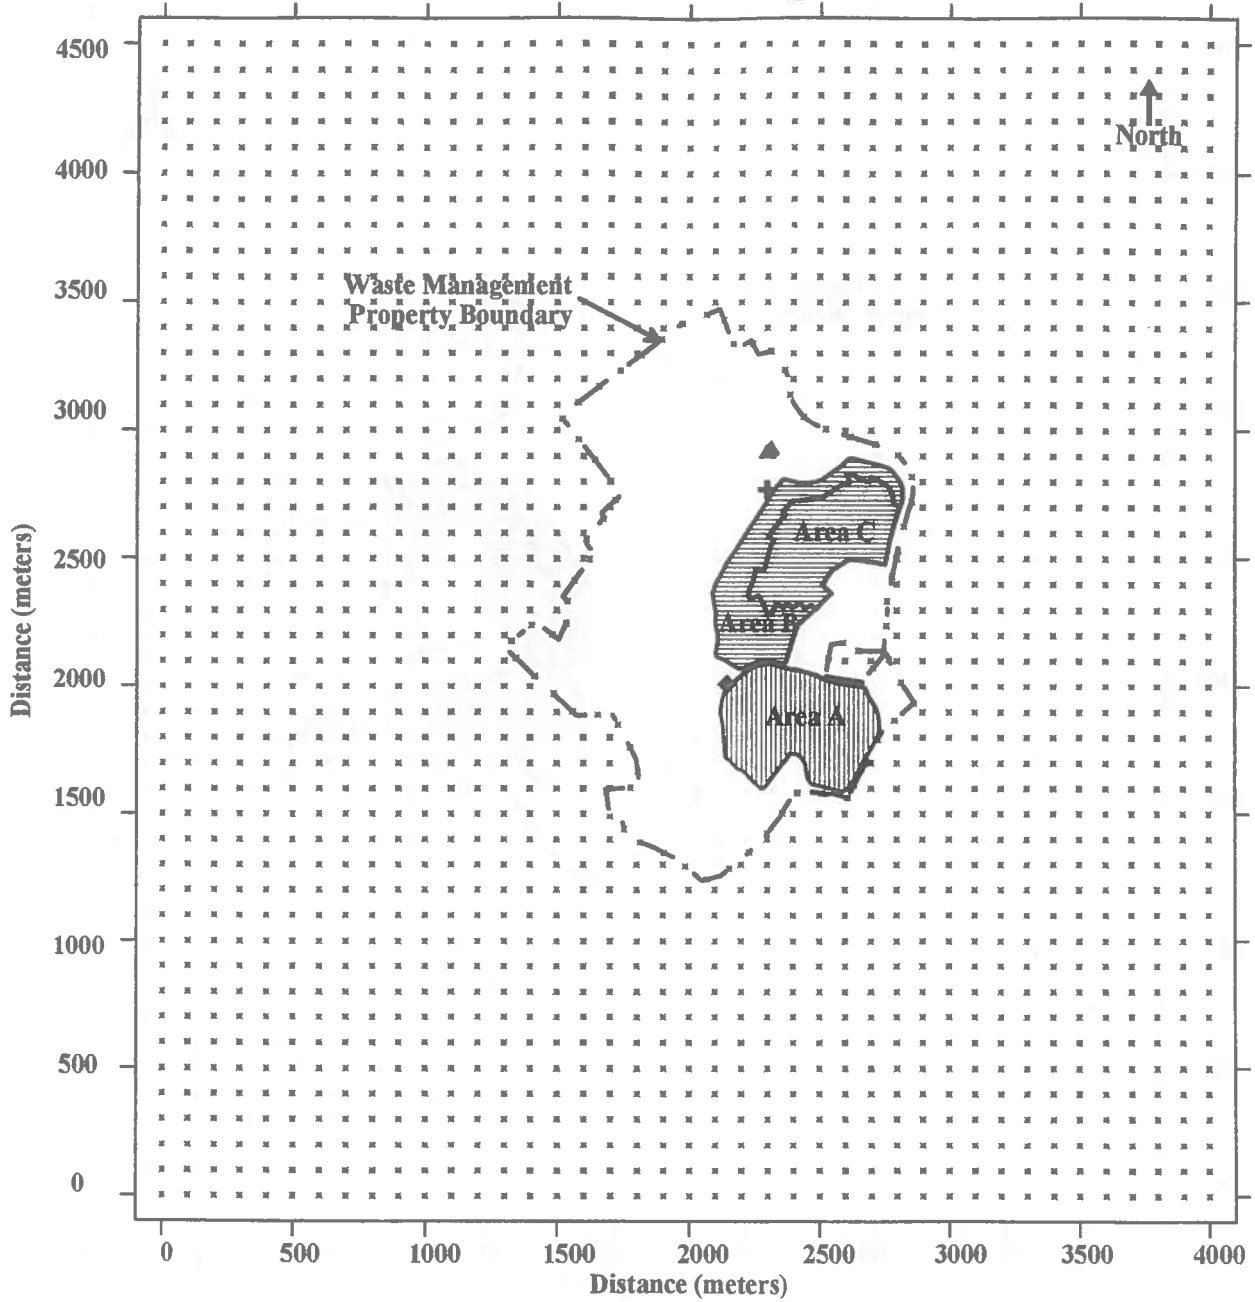 4500
North
4000
Waste Management
Property Boundary
3500
3000
Area C
2500
Area B
2000
Area A
1500
1000
500
0
Distance (meters)
0 500 1000 1500 2000 2500 3000 3500 4000
Distance (meters)